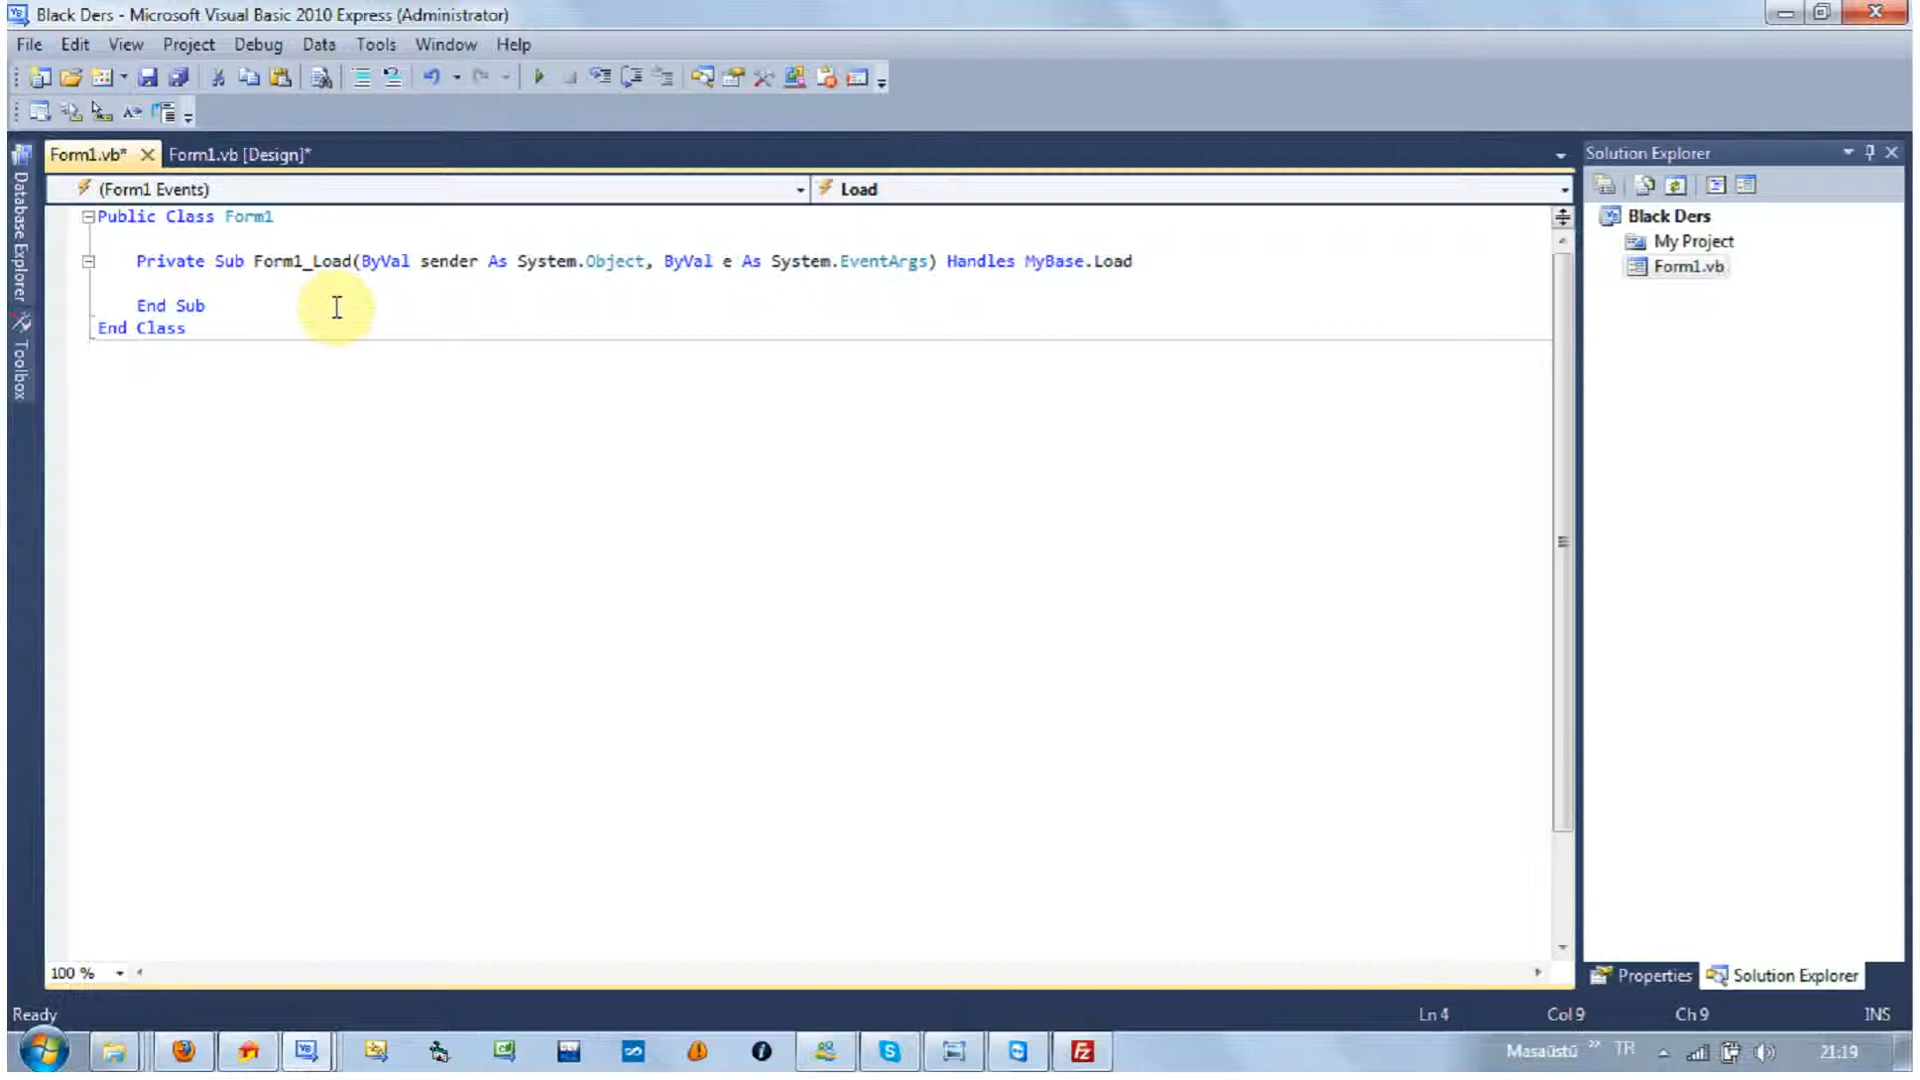 Black Ders - Microsoft Visual Basic 2010 Express (Administrator)
File Edit View Project Debug Data Tools Window Help
Form1.vb* Form1.vb [Design]*
Solution Explorer
(Form1 Events) Load
Database Explorer
Toolbox
Public Class Form1
Private Sub Form1_Load(ByVal sender As System.Object, ByVal e As System.EventArgs) Handles MyBase.Load
End Sub
End Class
Black Ders
My Project
Form1.vb
100 %
Properties Solution Explorer
Ready Ln 4 Col 9 Ch 9 INS
Masaüstü » TR 21:19